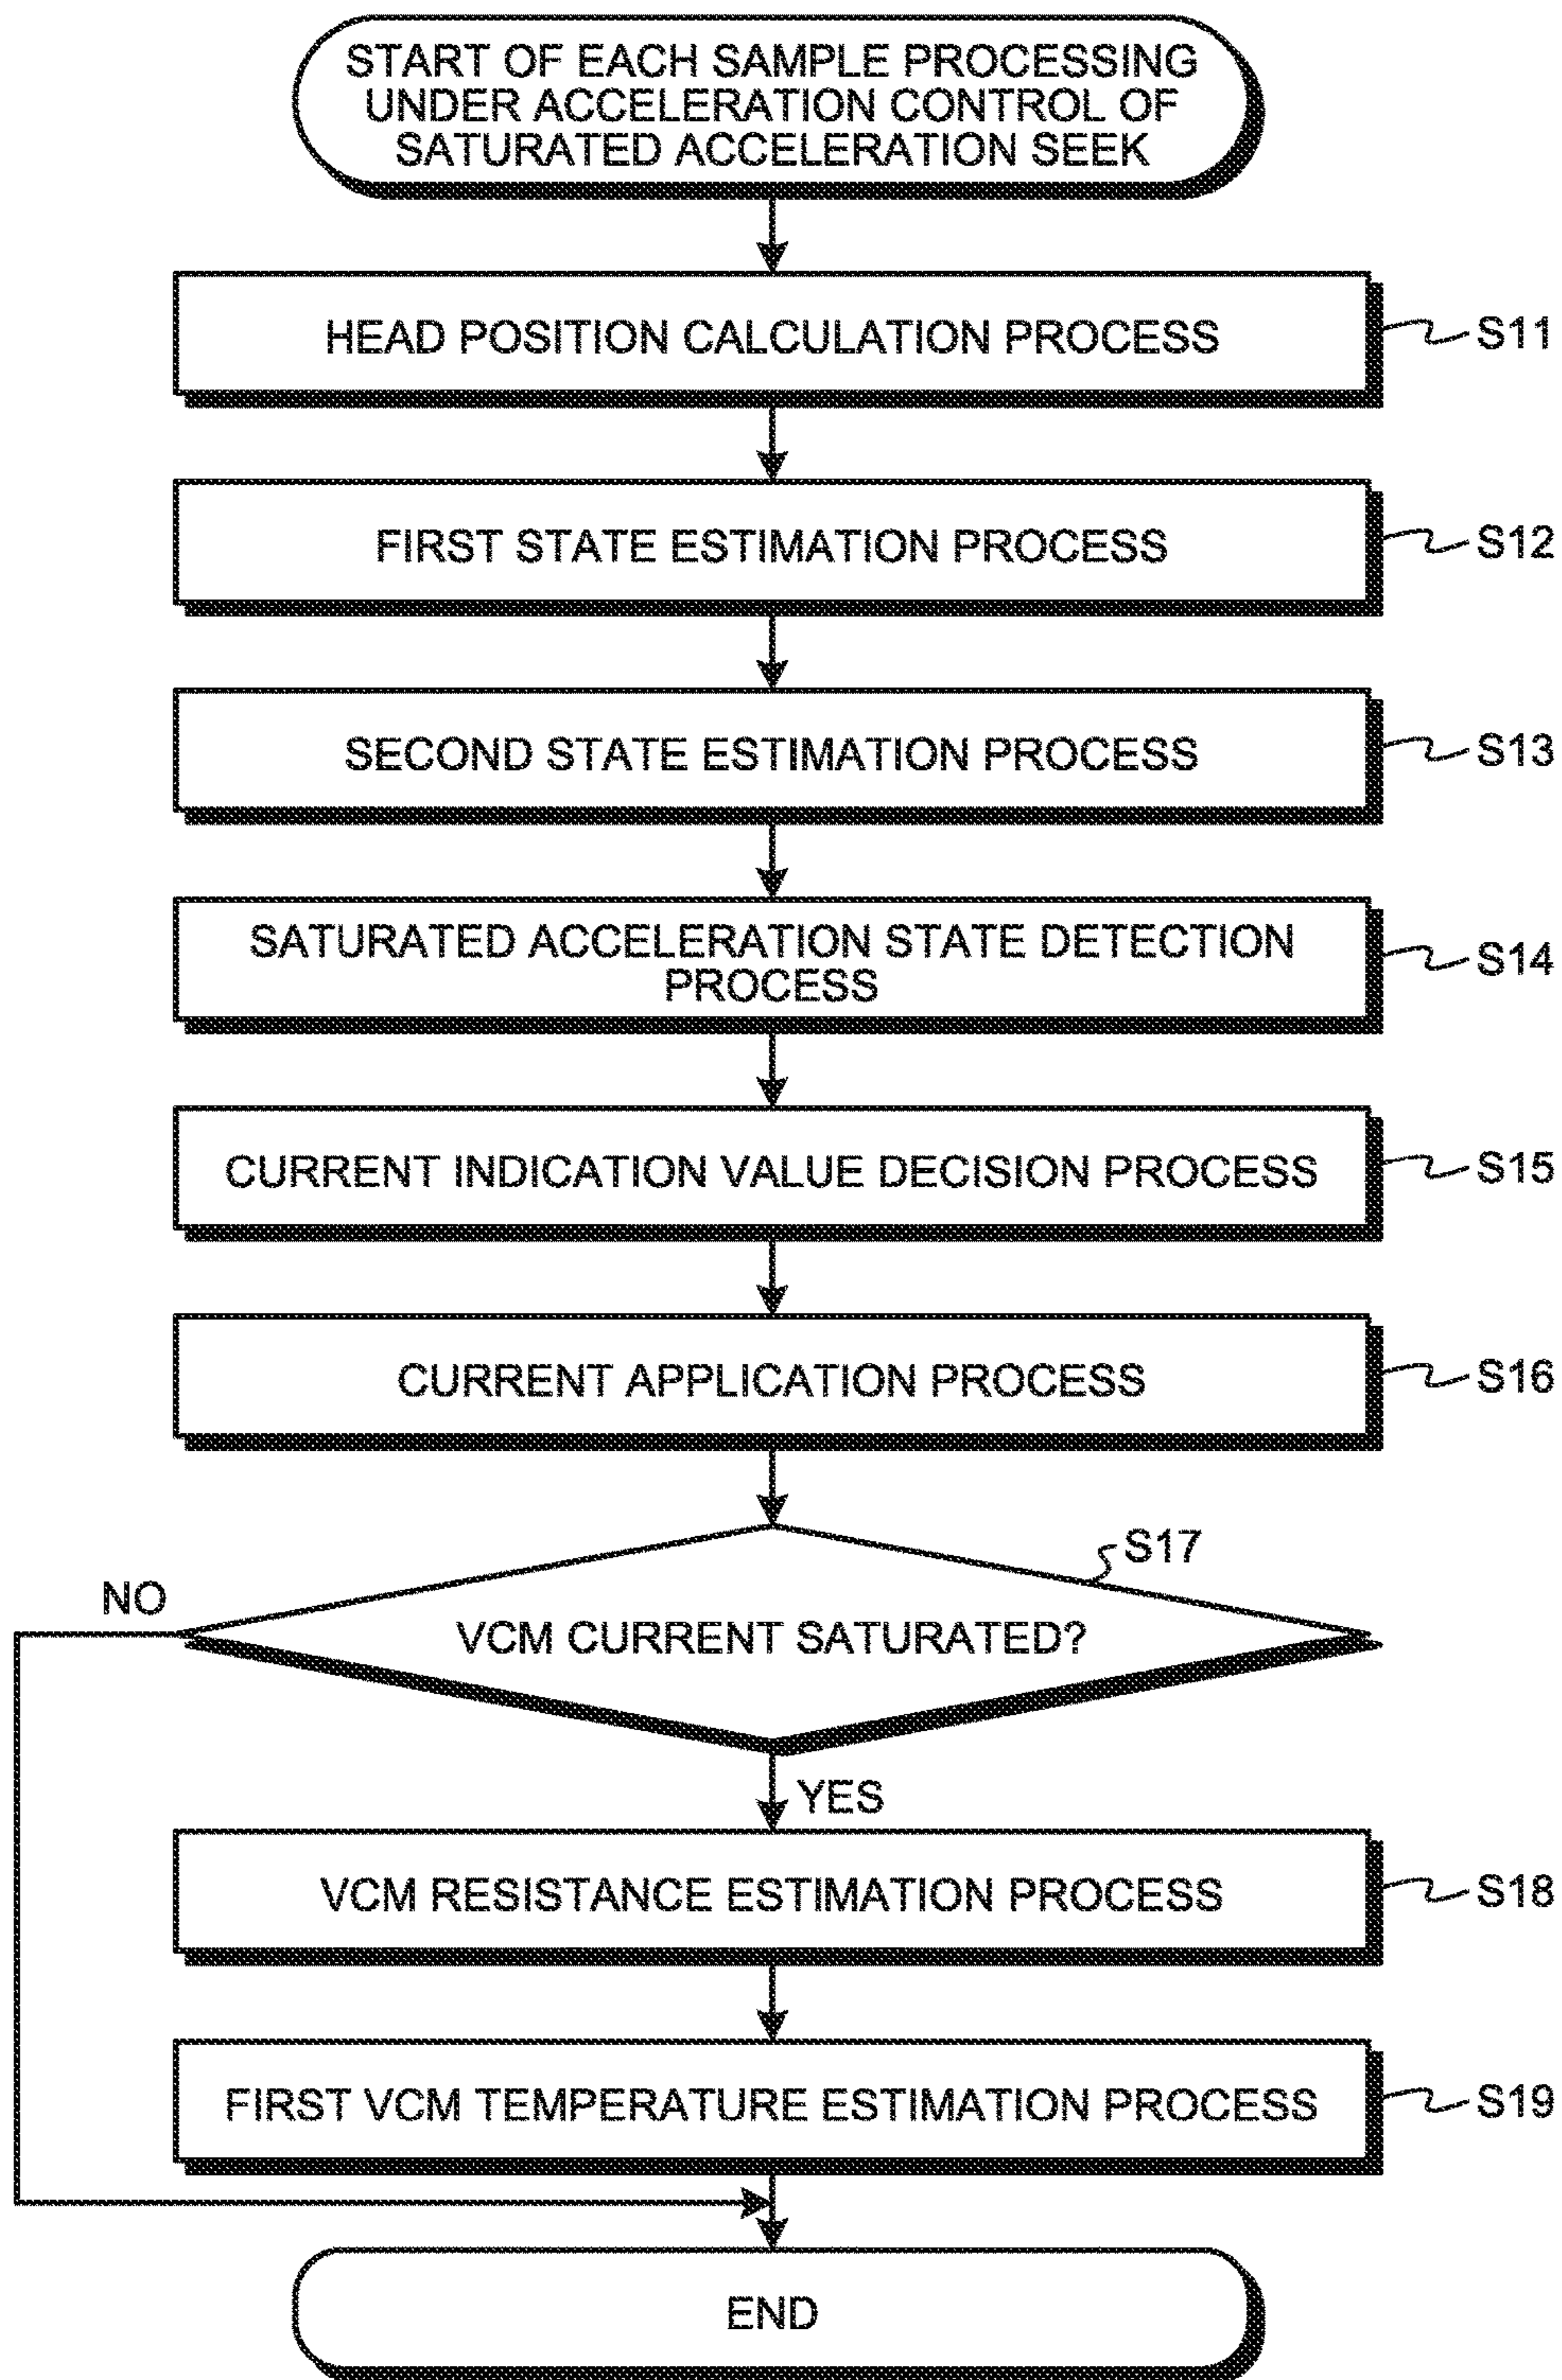 START OF EACH SAMPLE PROCESSING
UNDER ACCELERATION CONTROL OF
SATURATED ACCELERATION SEEK
HEAD POSITION CALCULATION PROCESS
S11
FIRST STATE ESTIMATION PROCESS
S12
SECOND STATE ESTIMATION PROCESS
S13
SATURATED ACCELERATION STATE DETECTION
PROCESS
S14
CURRENT INDICATION VALUE DECISION PROCESS
S15
CURRENT APPLICATION PROCESS
S16
S17
NO
VCM CURRENT SATURATED?
YES
VCM RESISTANCE ESTIMATION PROCESS
S18
FIRST VCM TEMPERATURE ESTIMATION PROCESS
S19
END